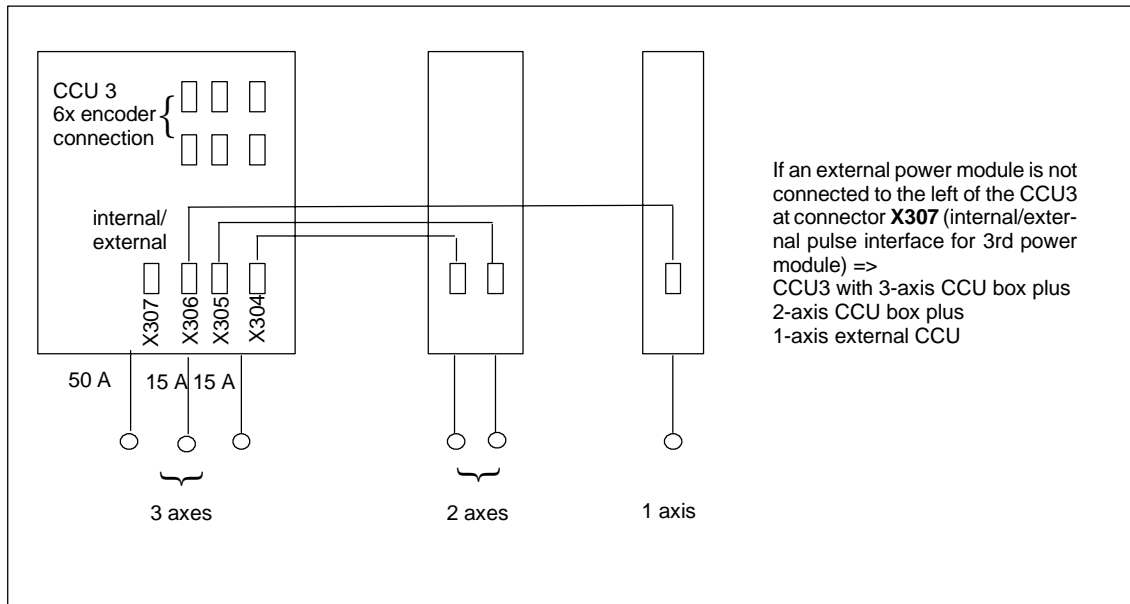 CCU 3
6x encoder
connection
internal/
external
X307
X306
X305
X304
50 A
15 A
15 A
3 axes
2 axes
1 axis
If an external power module is not
connected to the left of the CCU3
at connector X307 (internal/exter-
nal pulse interface for 3rd power
module) =>
CCU3 with 3-axis CCU box plus
2-axis CCU box plus
1-axis external CCU